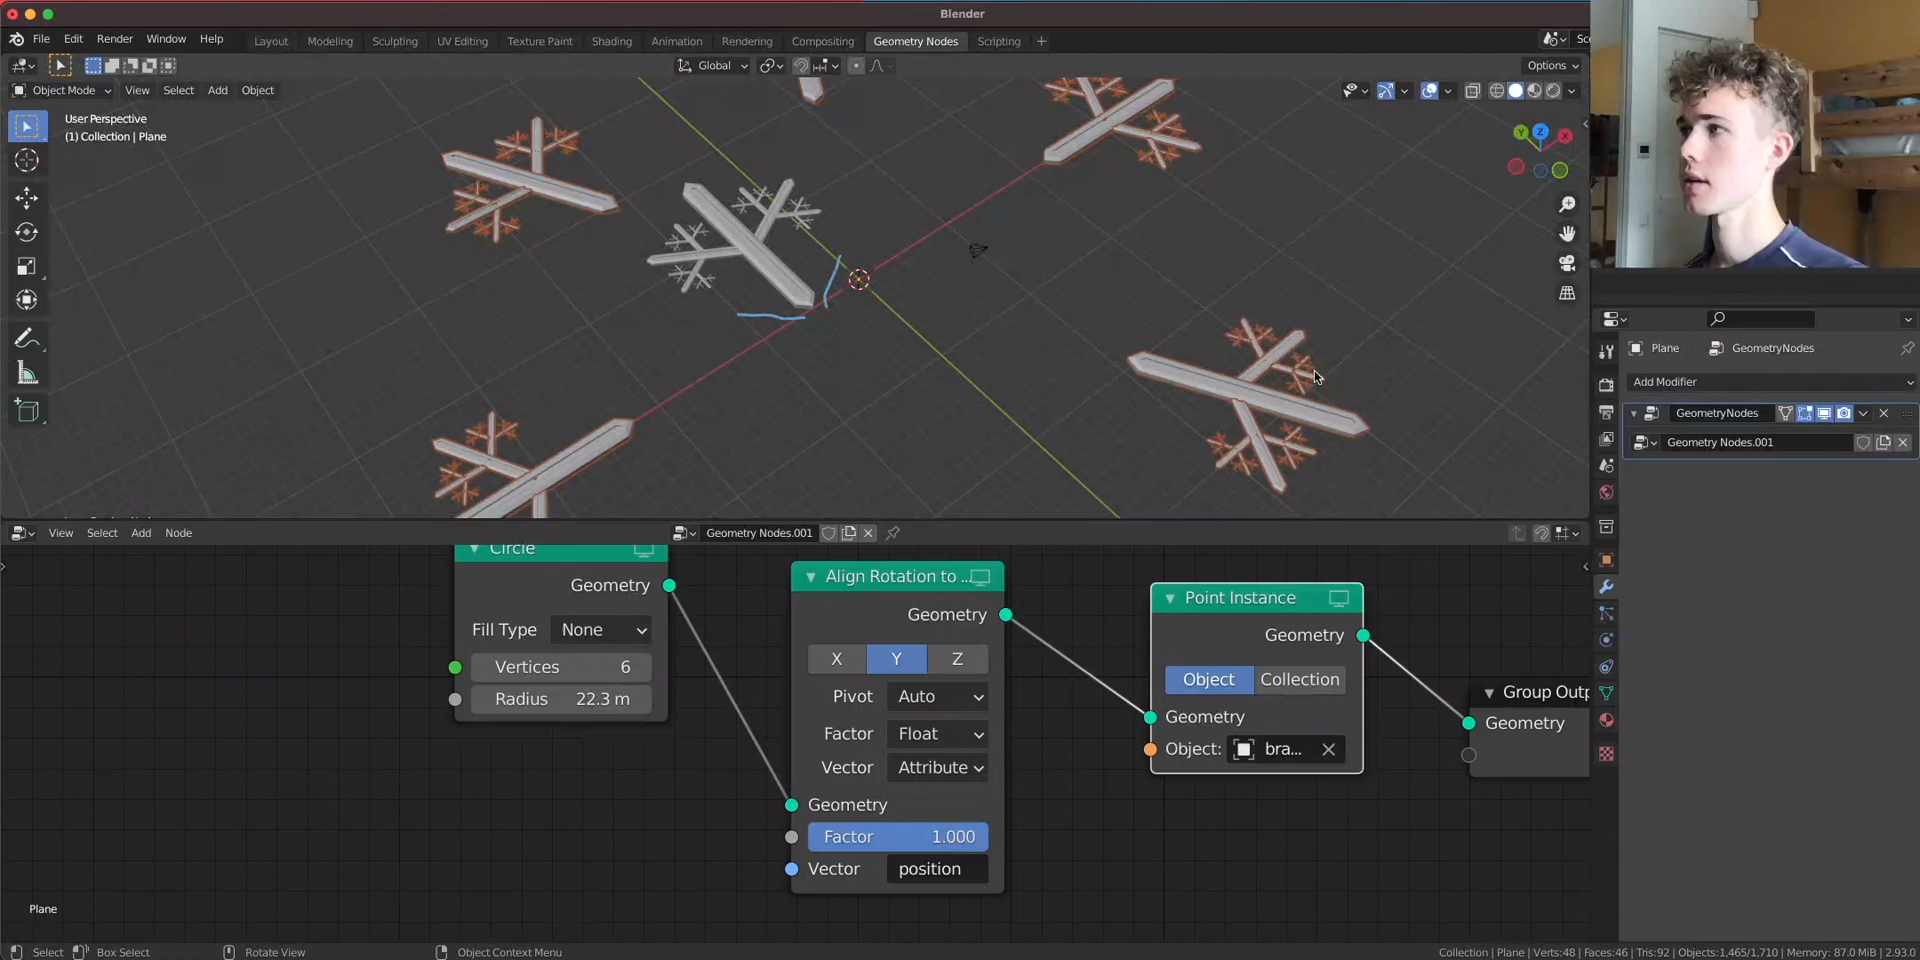 Blender
File Edit Render Window Help Layout Modeling Sculpting UV Editing Texture Paint Shading Animation Rendering Compositing Geometry Nodes Scripting + Sce
Global Options
Object Mode View Select Add Object
User Perspective
(1) Collection | Plane
Y Z X
Plane GeometryNodes
Add Modifier
GeometryNodes
Geometry Nodes.001
View Select Add Node Geometry Nodes.001
Circle
Geometry
Fill Type None
Vertices 6
Radius 22.3 m
Align Rotation to ...
Geometry
X Y Z
Pivot Auto
Factor Float
Vector Attribute
Geometry
Factor 1.000
Vector position
Point Instance
Geometry
Object Collection
Geometry
Object: bra...
Group Outp
Geometry
Plane
Select Box Select Rotate View Object Context Menu Collection | Plane | Verts:48 | Faces:46 | Tris:92 | Objects:1,465/1,710 | Memory: 87.0 MiB | 2.93.0